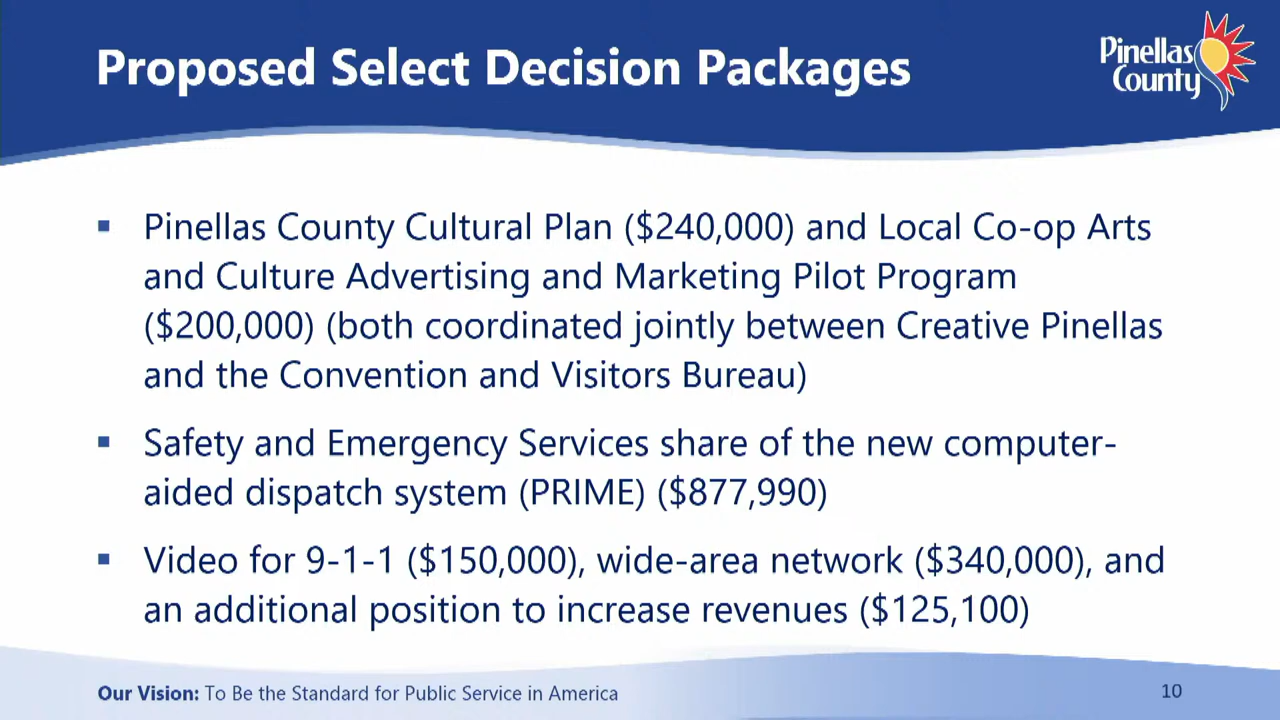 Proposed Select Decision Packages
Pinellas
County
▪ Pinellas County Cultural Plan ($240,000) and Local Co-op Arts
and Culture Advertising and Marketing Pilot Program
($200,000) (both coordinated jointly between Creative Pinellas
and the Convention and Visitors Bureau)
▪ Safety and Emergency Services share of the new computer-
aided dispatch system (PRIME) ($877,990)
▪ Video for 9-1-1 ($150,000), wide-area network ($340,000), and
an additional position to increase revenues ($125,100)
Our Vision: To Be the Standard for Public Service in America
10